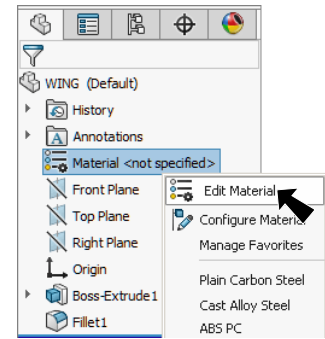 WING (Default)
History
A Annotations
Material <not specified>
Front Plane
Edit Material
Top Plane
Configure Material
Right Plane
Manage Favorites
Origin
Plain Carbon Steel
Boss-Extrude1
Cast Alloy Steel
Fillet1
ABS PC